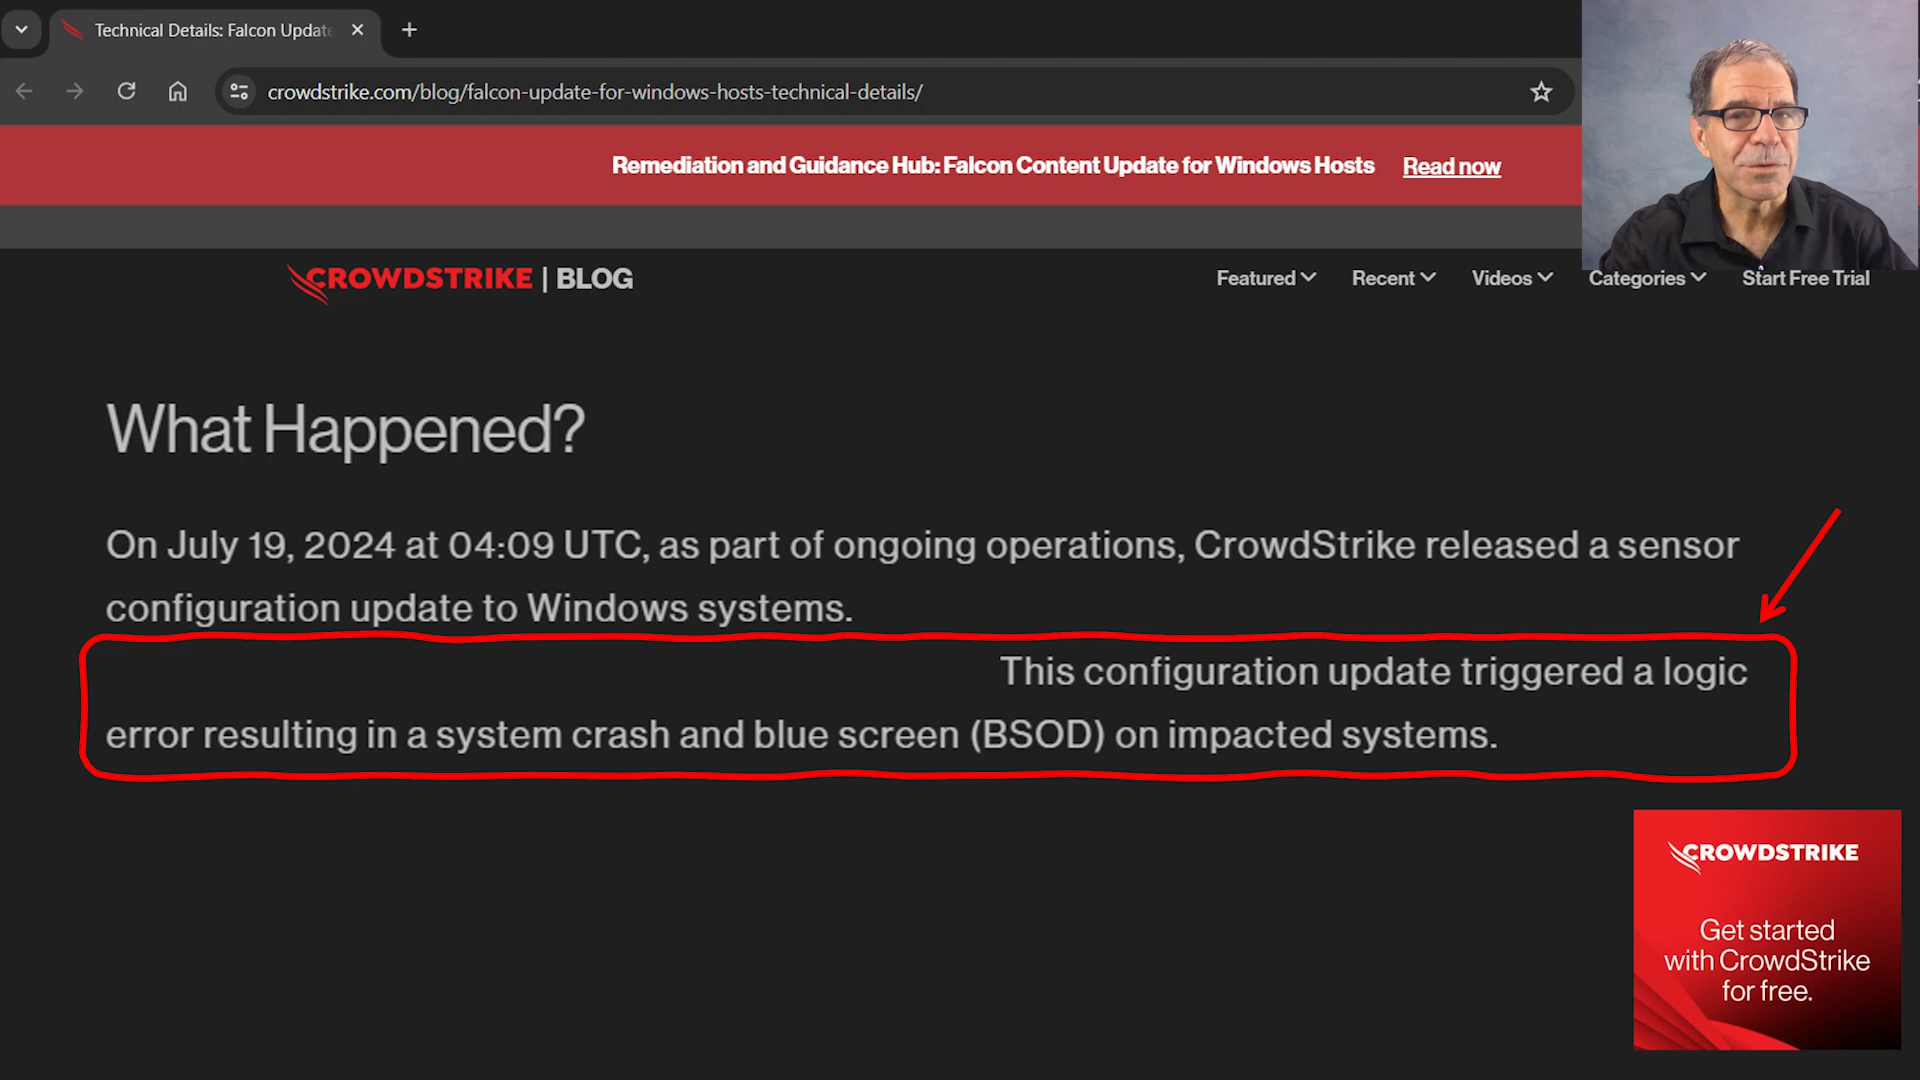 Technical Details: Falcon Update
crowdstrike.com/blog/falcon-update-for-windows-hosts-technical-details/
Remediation and Guidance Hub: Falcon Content Update for Windows Hosts Read now
CROWDSTRIKE | BLOG
Featured Recent Videos Categories Start Free Trial
What Happened?
On July 19, 2024 at 04:09 UTC, as part of ongoing operations, CrowdStrike released a sensor
configuration update to Windows systems.
This configuration update triggered a logic
error resulting in a system crash and blue screen (BSOD) on impacted systems.
CROWDSTRIKE
Get started
with CrowdStrike
for free.